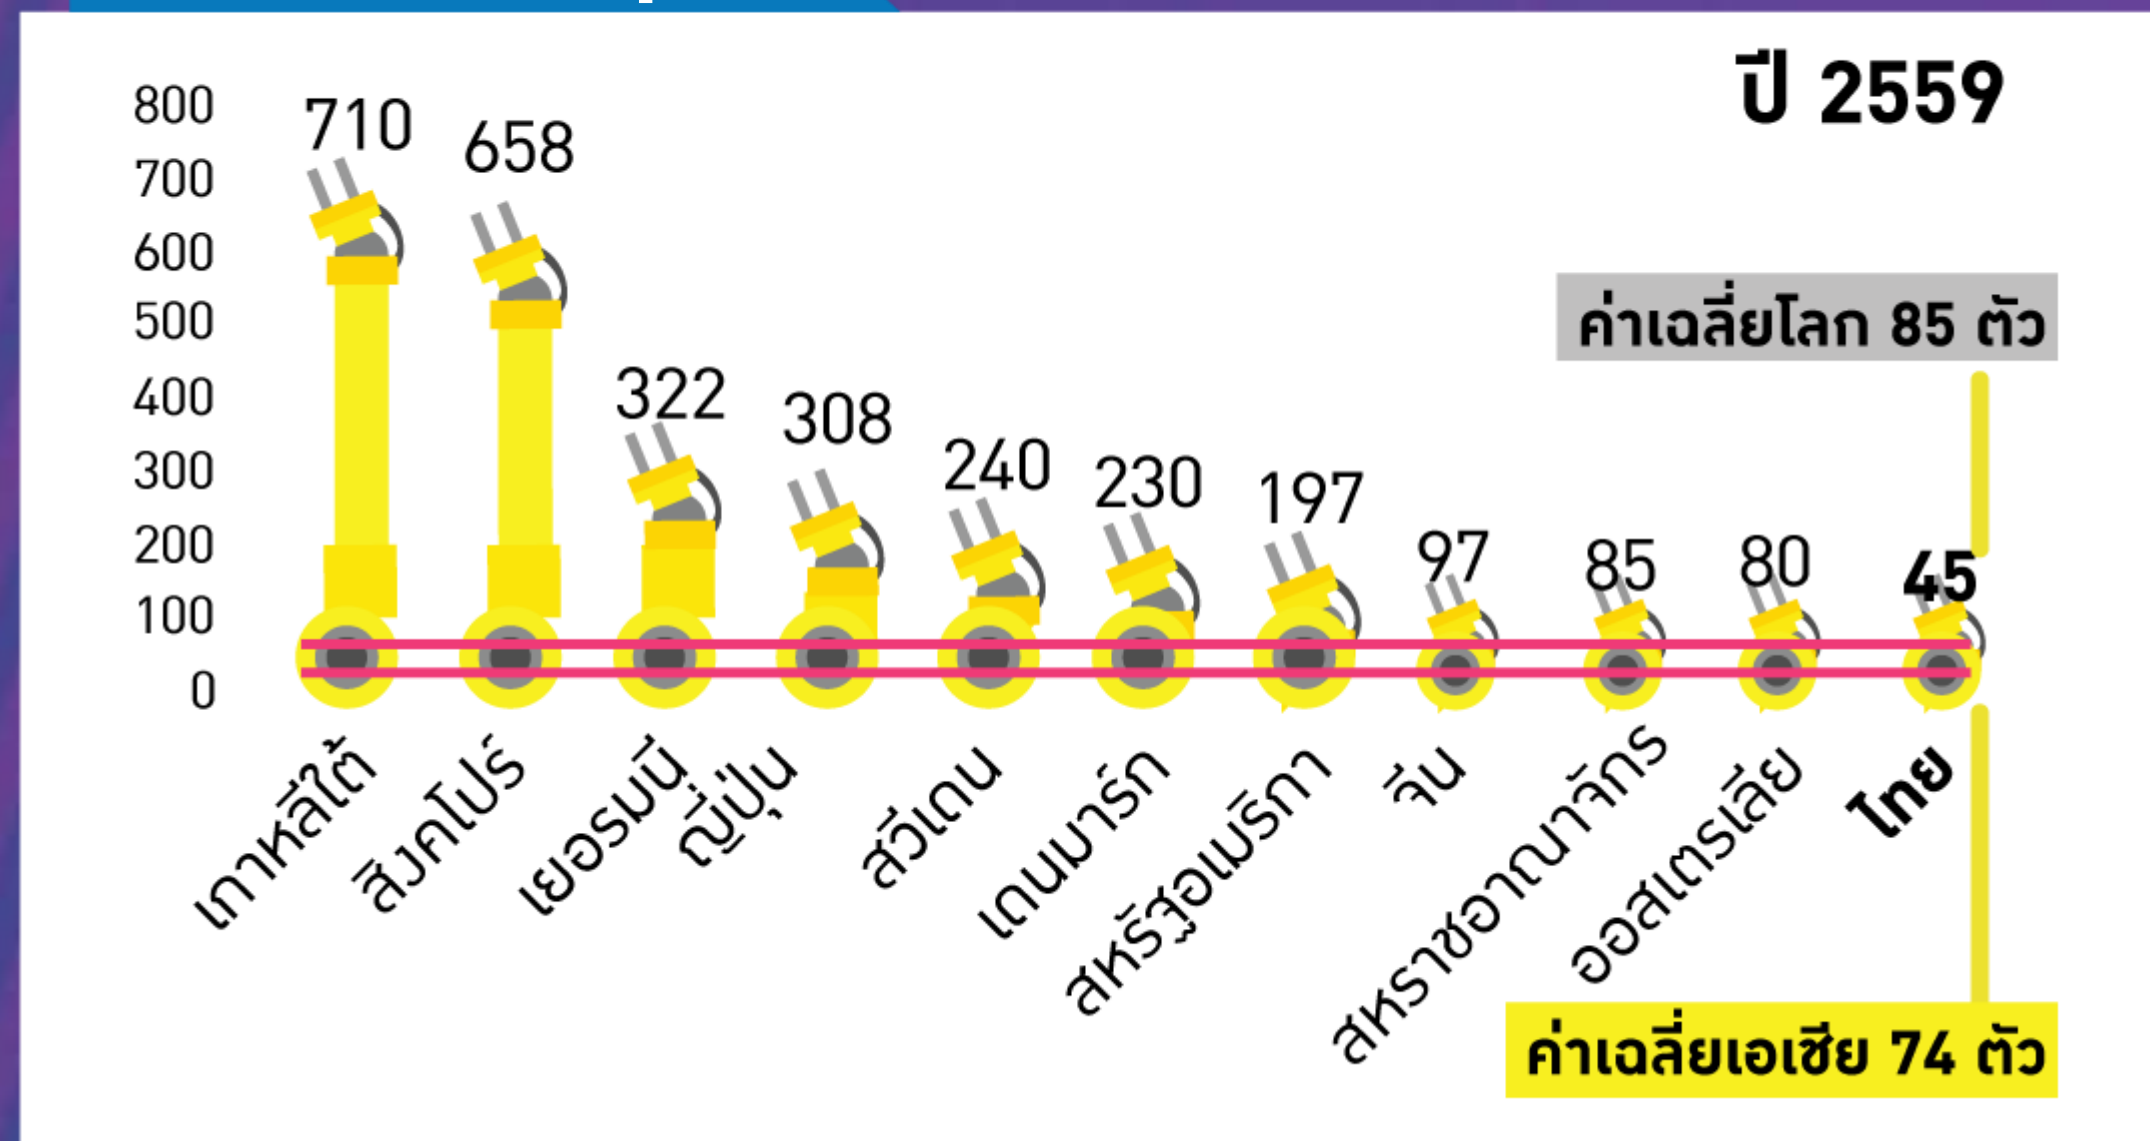 ปี 2559
800
700
600
500
400
300
200
100
0
710
658
322
308
240
230
197
97
85
80
45
ค่าเฉลี่ยโลก 85 ตัว
เกาหลีใต้
สิงคโปร์
เยอรมนี
ญี่ปุ่น
สวีเดน
เดนมาร์ก
สหรัฐอเมริกา
จีน
สหราชอาณาจักร
ออสเตรเลีย
ไทย
ค่าเฉลี่ยเอเชีย 74 ตัว